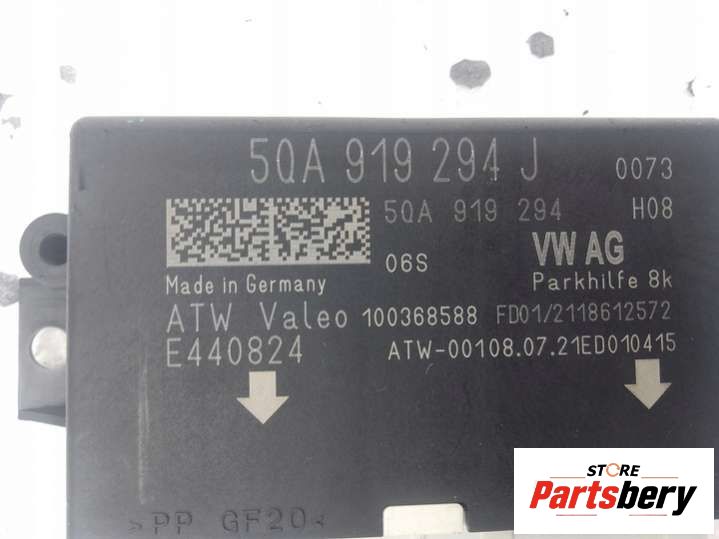 5QA 919 294 J 0073
5QA 919 294 H08
06S VW AG
Made in Germany Parkhilfe 8k
ATW Valeo 100368588 FD01/2118612572
E440824 ATW-00108.07.21ED010415
>PP GF20<
STORE
Partsbery